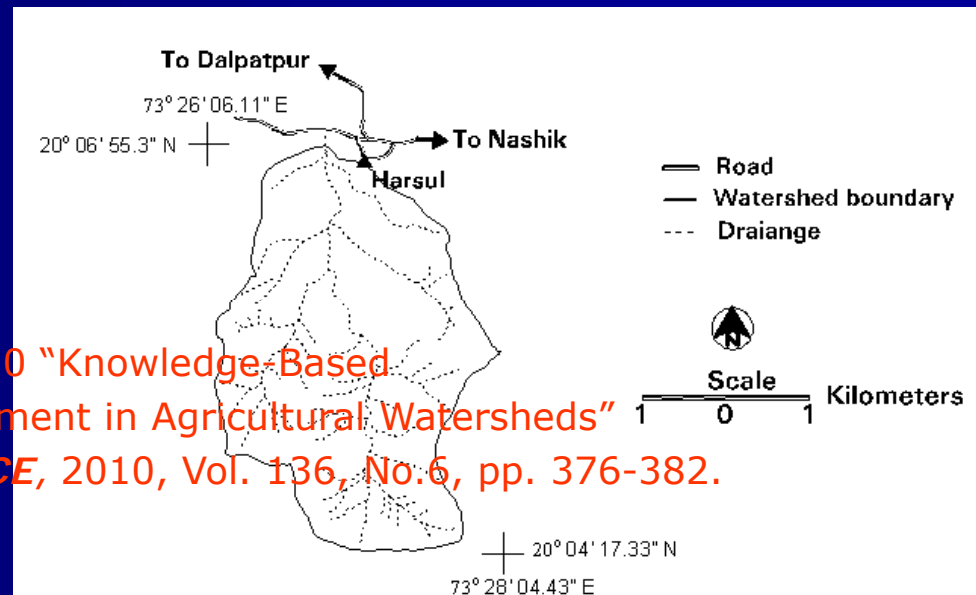 To Dalpatpur
73° 26' 06.11" E
20° 06' 55.3" N
To Nashik
Harsul
Road
Watershed boundary
Draiange
N
Scale
1 0 1 Kilometers
0 “Knowledge-Based
ment in Agricultural Watersheds”
CE, 2010, Vol. 136, No.6, pp. 376-382.
20° 04' 17.33" N
73° 28' 04.43" E